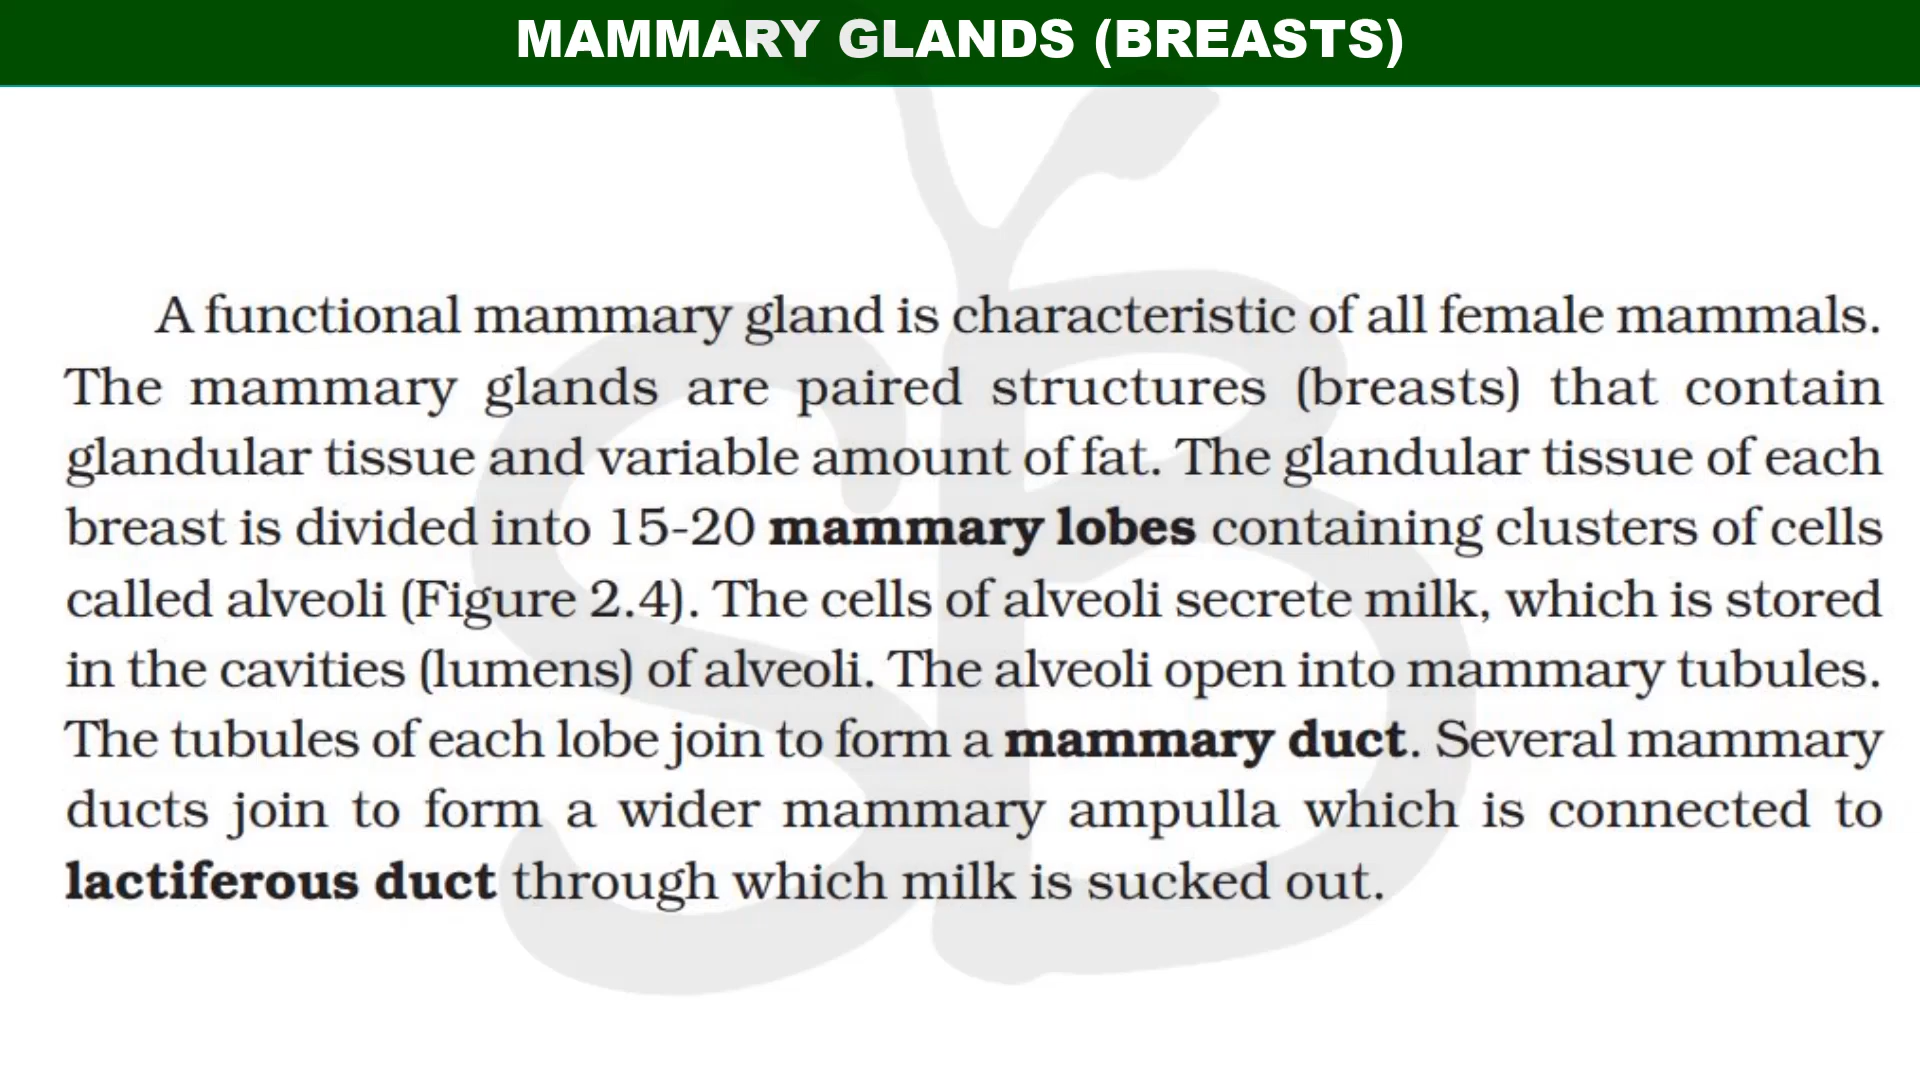 MAMMARY GLANDS (BREASTS)
A functional mammary gland is characteristic of all female mammals.
The mammary glands are paired structures (breasts) that contain
glandular tissue and variable amount of fat. The glandular tissue of each
breast is divided into 15-20 mammary lobes containing clusters of cells
called alveoli (Figure 2.4). The cells of alveoli secrete milk, which is stored
in the cavities (lumens) of alveoli. The alveoli open into mammary tubules.
The tubules of each lobe join to form a mammary duct. Several mammary
ducts join to form a wider mammary ampulla which is connected to
lactiferous duct through which milk is sucked out.
SB